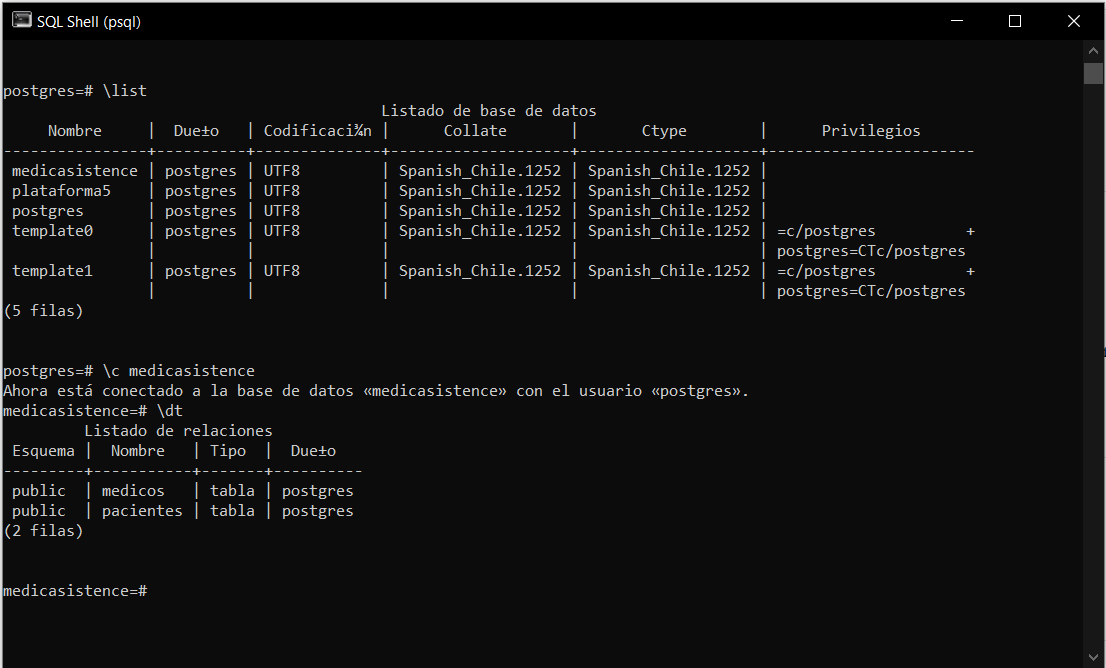 SQL Shell (psql)
postgres=# \list
                                          Listado de base de datos
     Nombre     |  Due±o   | Codificaci¾n |      Collate       |       Ctype        |      Privilegios
----------------+----------+--------------+--------------------+--------------------+-----------------------
 medicasistence | postgres | UTF8         | Spanish_Chile.1252 | Spanish_Chile.1252 |
 plataforma5    | postgres | UTF8         | Spanish_Chile.1252 | Spanish_Chile.1252 |
 postgres       | postgres | UTF8         | Spanish_Chile.1252 | Spanish_Chile.1252 |
 template0      | postgres | UTF8         | Spanish_Chile.1252 | Spanish_Chile.1252 | =c/postgres          +
                |          |              |                    |                    | postgres=CTc/postgres
 template1      | postgres | UTF8         | Spanish_Chile.1252 | Spanish_Chile.1252 | =c/postgres          +
                |          |              |                    |                    | postgres=CTc/postgres
(5 filas)
postgres=# \c medicasistence
Ahora está conectado a la base de datos «medicasistence» con el usuario «postgres».
medicasistence=# \dt
         Listado de relaciones
 Esquema |  Nombre   | Tipo  |  Due±o
---------+-----------+-------+----------
 public  | medicos   | tabla | postgres
 public  | pacientes | tabla | postgres
(2 filas)
medicasistence=#